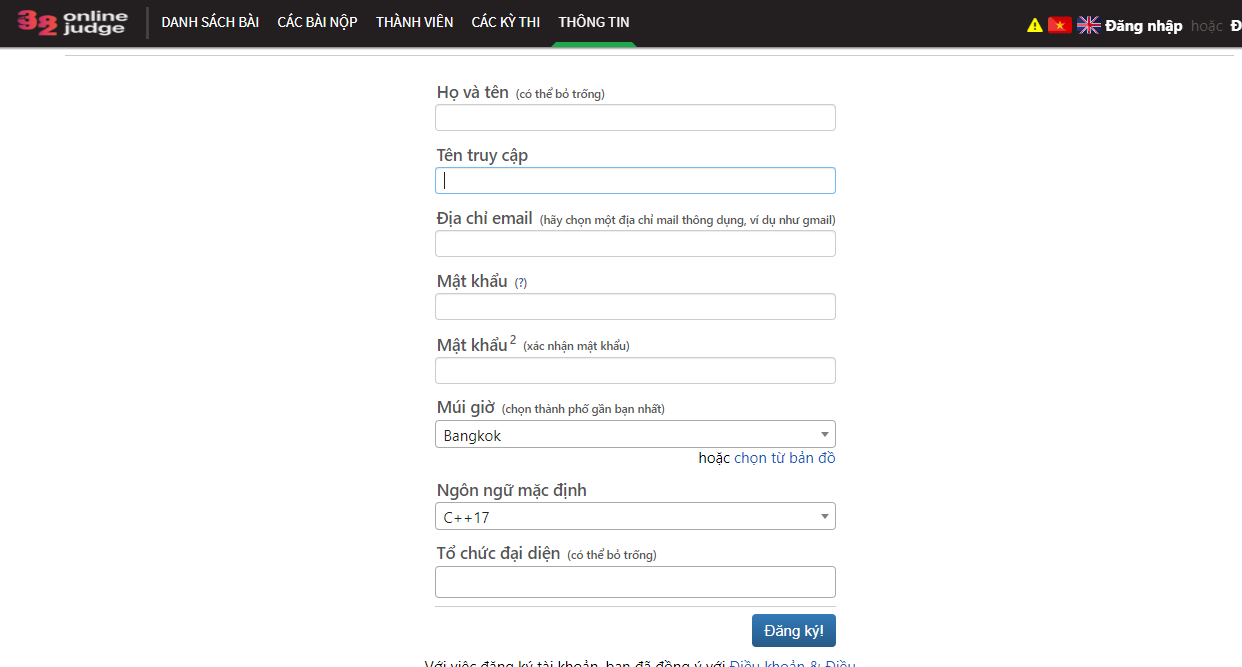 32 online judge DANH SÁCH BÀI CÁC BÀI NỘP THÀNH VIÊN CÁC KỲ THI THÔNG TIN Đăng nhập hoặc Đ
Họ và tên (có thể bỏ trống)
Tên truy cập
Địa chỉ email (hãy chọn một địa chỉ mail thông dụng, ví dụ như gmail)
Mật khẩu (?)
Mật khẩu2 (xác nhận mật khẩu)
Múi giờ (chọn thành phố gần bạn nhất)
Bangkok
hoặc chọn từ bản đồ
Ngôn ngữ mặc định
C++17
Tổ chức đại diện (có thể bỏ trống)
Đăng ký!
Với việc đăng ký tài khoản, bạn đã đồng ý với Điều khoản & Điều